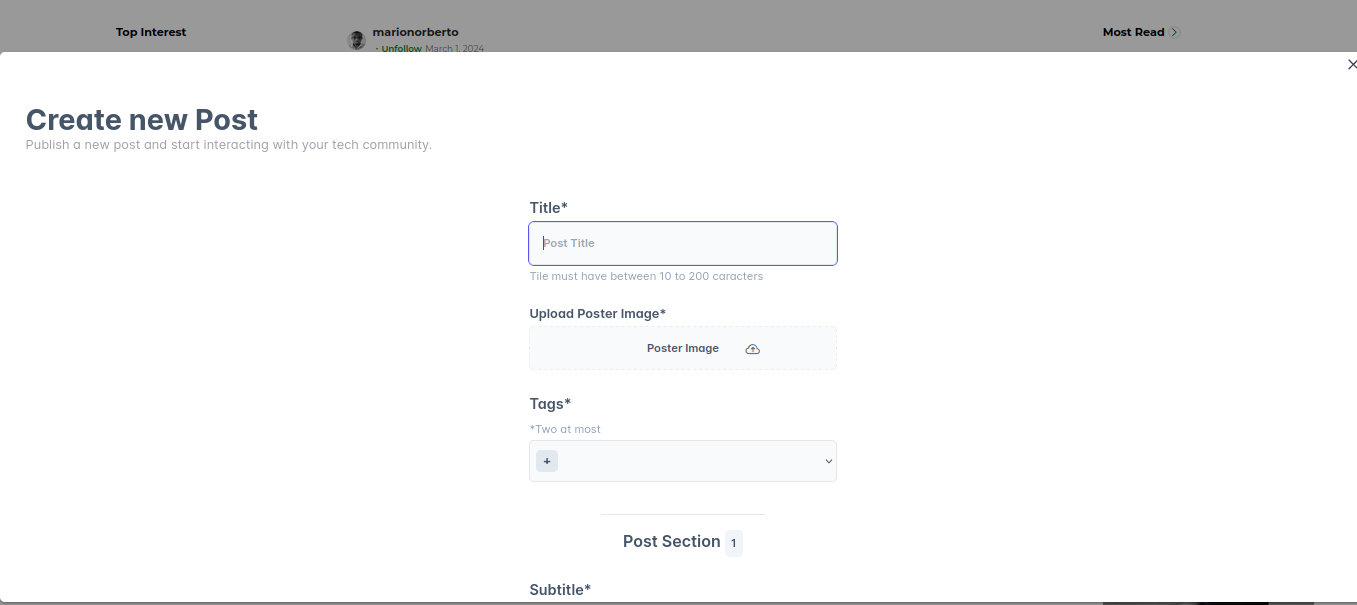 Top Interest
marionorberto
• Unfollow March 1, 2024
Most Read
Create new Post
Publish a new post and start interacting with your tech community.
Title*
Post Title
Tile must have between 10 to 200 caracters
Upload Poster Image*
Poster Image
Tags*
*Two at most
+
Post Section 1
Subtitle*